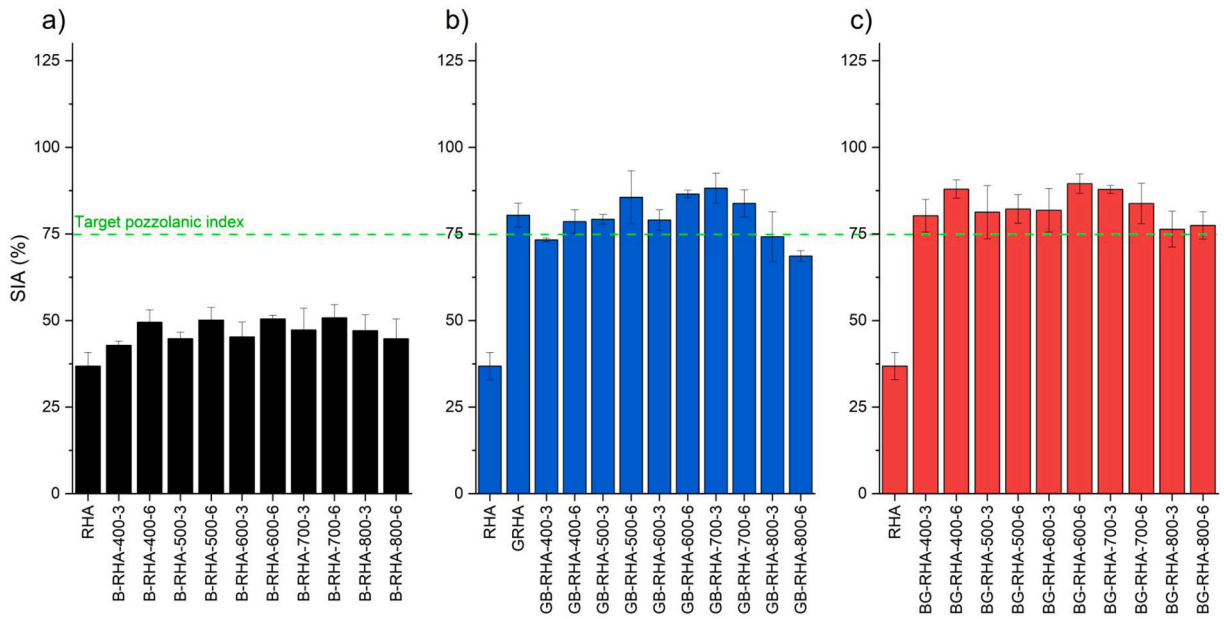 a)
b)
c)
SIA (%)
125
100
75
50
25
0
Target pozzolanic index
RHA
B-RHA-400-3
B-RHA-400-6
B-RHA-500-3
B-RHA-500-6
B-RHA-600-3
B-RHA-600-6
B-RHA-700-3
B-RHA-700-6
B-RHA-800-3
B-RHA-800-6
125
100
75
50
25
0
RHA
GRHA
GB-RHA-400-3
GB-RHA-400-6
GB-RHA-500-3
GB-RHA-500-6
GB-RHA-600-3
GB-RHA-600-6
GB-RHA-700-3
GB-RHA-700-6
GB-RHA-800-3
GB-RHA-800-6
125
100
75
50
25
0
RHA
BG-RHA-400-3
BG-RHA-400-6
BG-RHA-500-3
BG-RHA-500-6
BG-RHA-600-3
BG-RHA-600-6
BG-RHA-700-3
BG-RHA-700-6
BG-RHA-800-3
BG-RHA-800-6